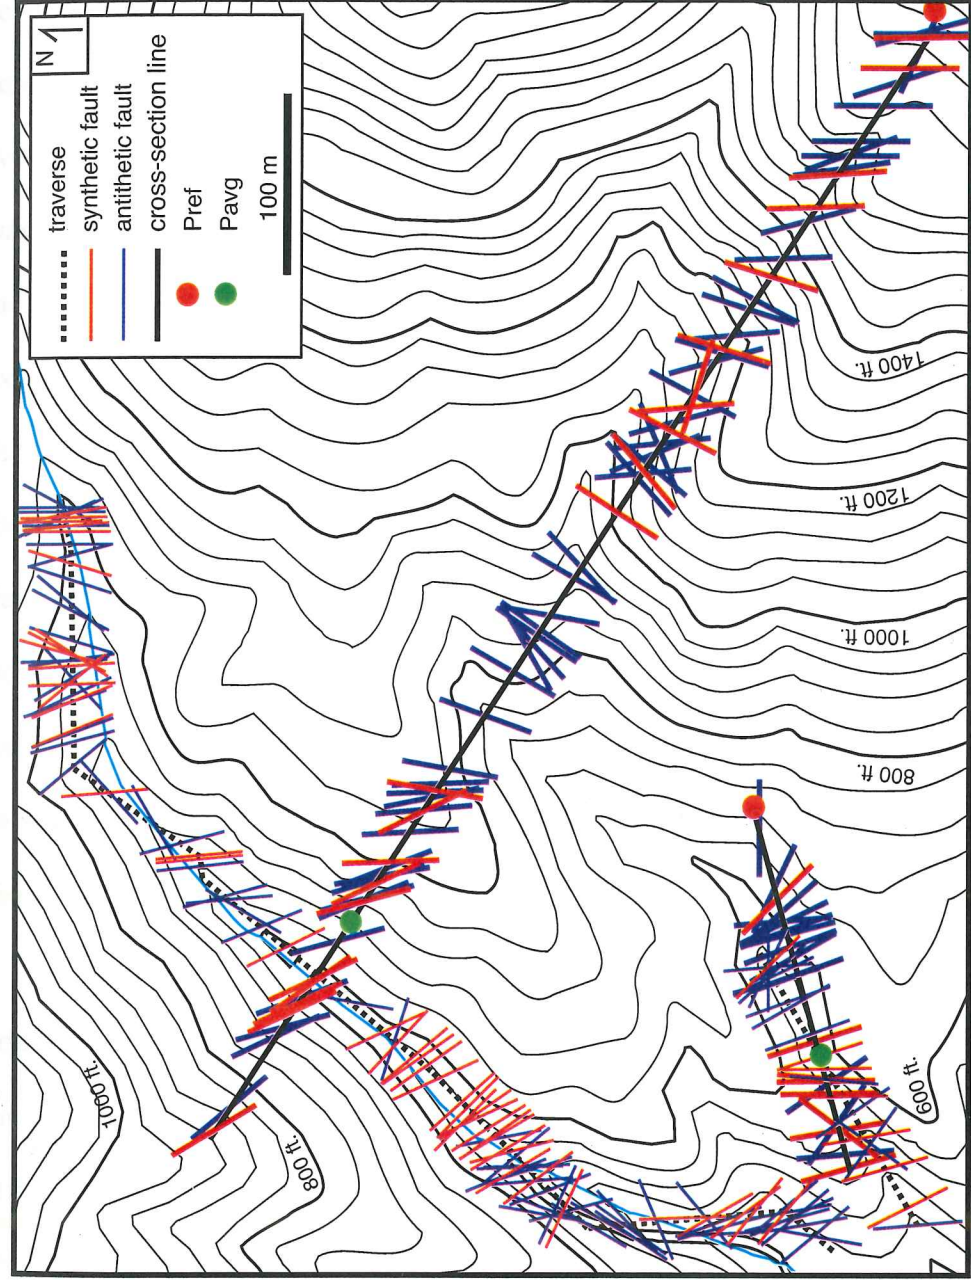 N
traverse
synthetic fault
antithetic fault
cross-section line
Pref
Pavg
100 m
1400 ft.
1200 ft.
1000 ft.
800 ft.
1000 ft.
800 ft.
600 ft.